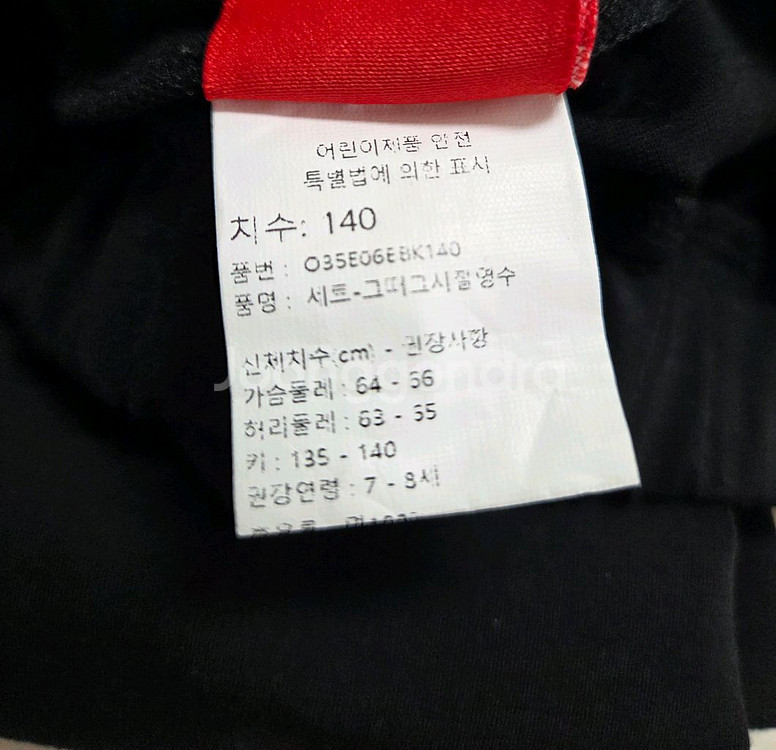 어린이제품 안전
특별법에 의한 표시
치수: 140
품번 : O35E06EBK140
품명 : 세트-그때그시절명수
신체치수(cm) - 권장사항
가슴둘레 : 64 - 66
허리둘레 : 63 - 65
키 : 135 - 140
권장연령 : 7 - 8세